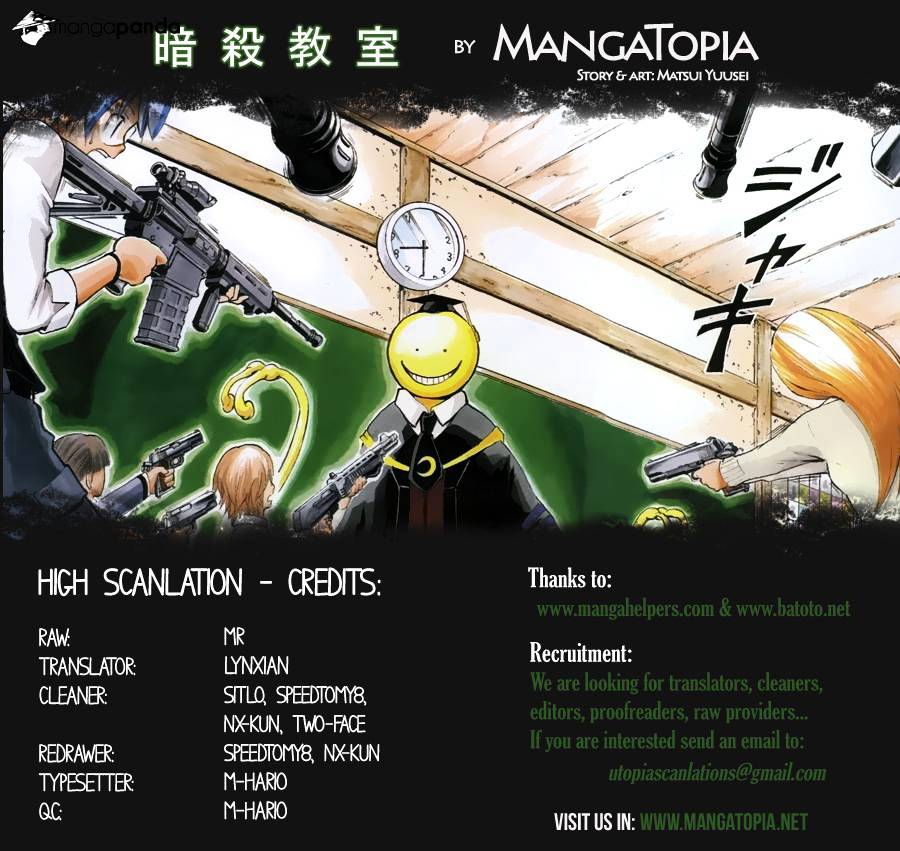 mangapanda
暗殺教室 BY MANGATOPIA
STORY & ART: MATSUI YUUSEI
ジャキ
HIGH SCANLATION - CREDITS:
RAW: MR
TRANSLATOR: LYNXIAN
CLEANER: SITLO, SPEEDTOMY8,
NX-KUN, TWO-FACE
REDRAWER: SPEEDTOMY8, NX-KUN
TYPESETTER: M-HARIO
QC: M-HARIO
Thanks to:
www.mangahelpers.com & www.batoto.net
Recruitment:
We are looking for translators, cleaners,
editors, proofreaders, raw providers...
If you are interested send an email to:
utopiascanlations@gmail.com
VISIT US IN: WWW.MANGATOPIA.NET